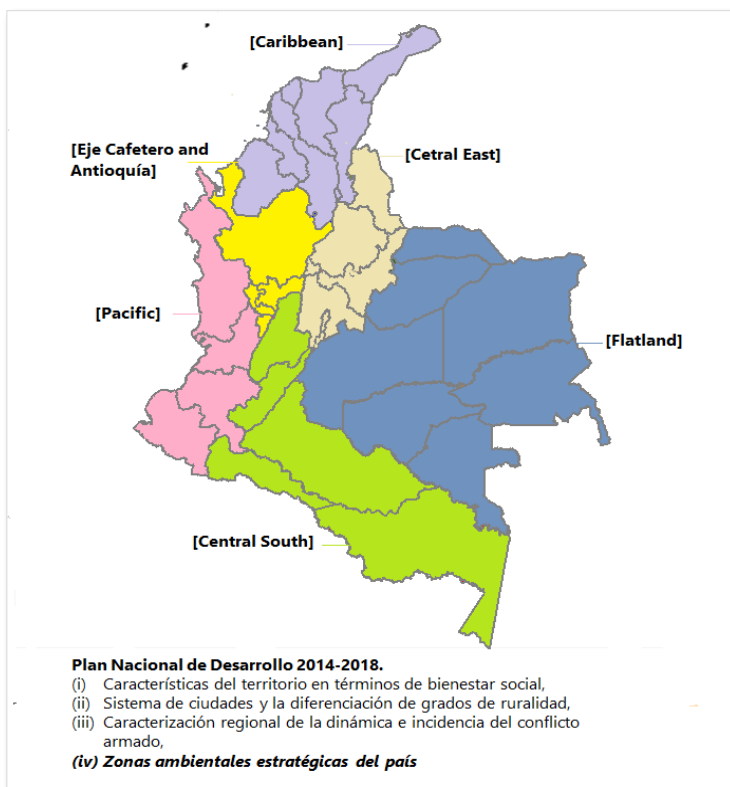 [Caribbean]
[Eje Cafetero and
Antioquía]
[Cetral East]
[Pacific]
[Flatland]
[Central South]
Plan Nacional de Desarrollo 2014-2018.
(i) Características del territorio en términos de bienestar social,
(ii) Sistema de ciudades y la diferenciación de grados de ruralidad,
(iii) Caracterización regional de la dinámica e incidencia del conflicto
armado,
(iv) Zonas ambientales estratégicas del país